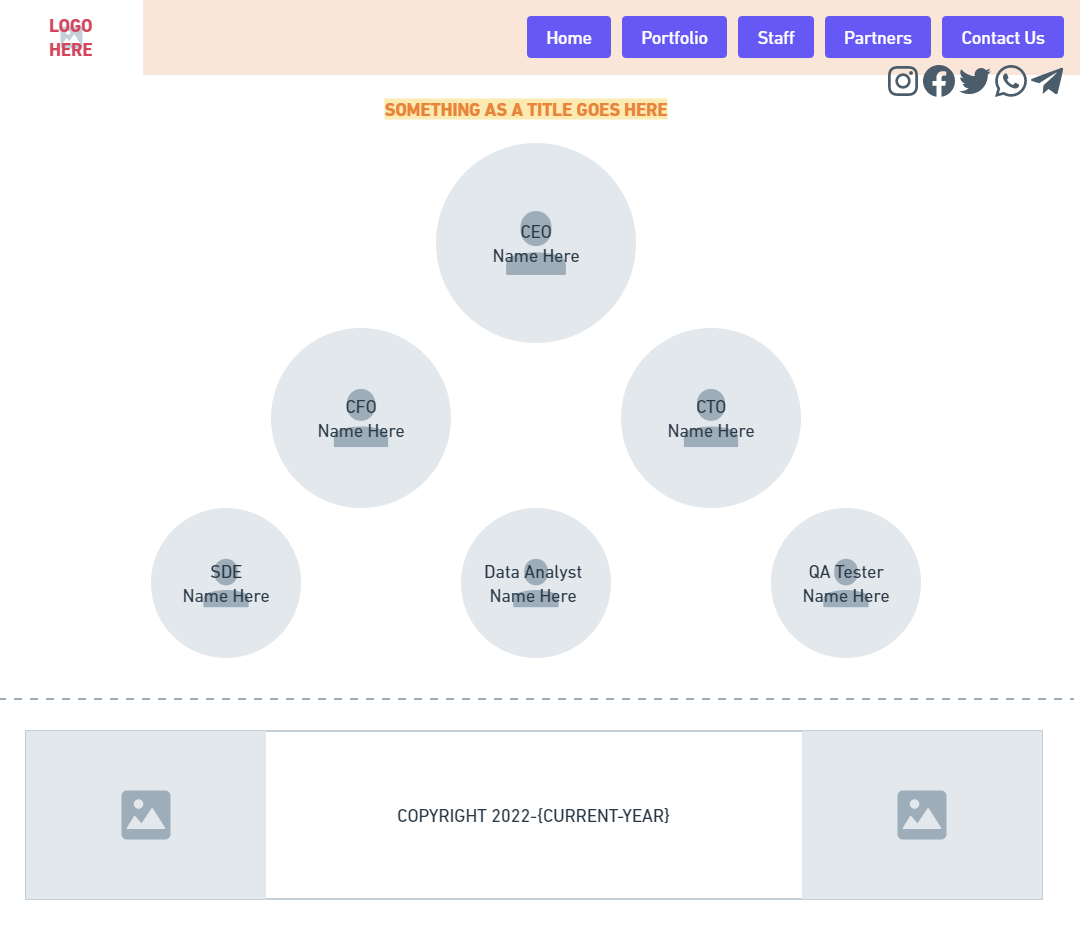 LOGO
HERE
Home Portfolio Staff Partners Contact Us
SOMETHING AS A TITLE GOES HERE
CEO
Name Here
CFO
Name Here
CTO
Name Here
SDE
Name Here
Data Analyst
Name Here
QA Tester
Name Here
COPYRIGHT 2022-{CURRENT-YEAR}